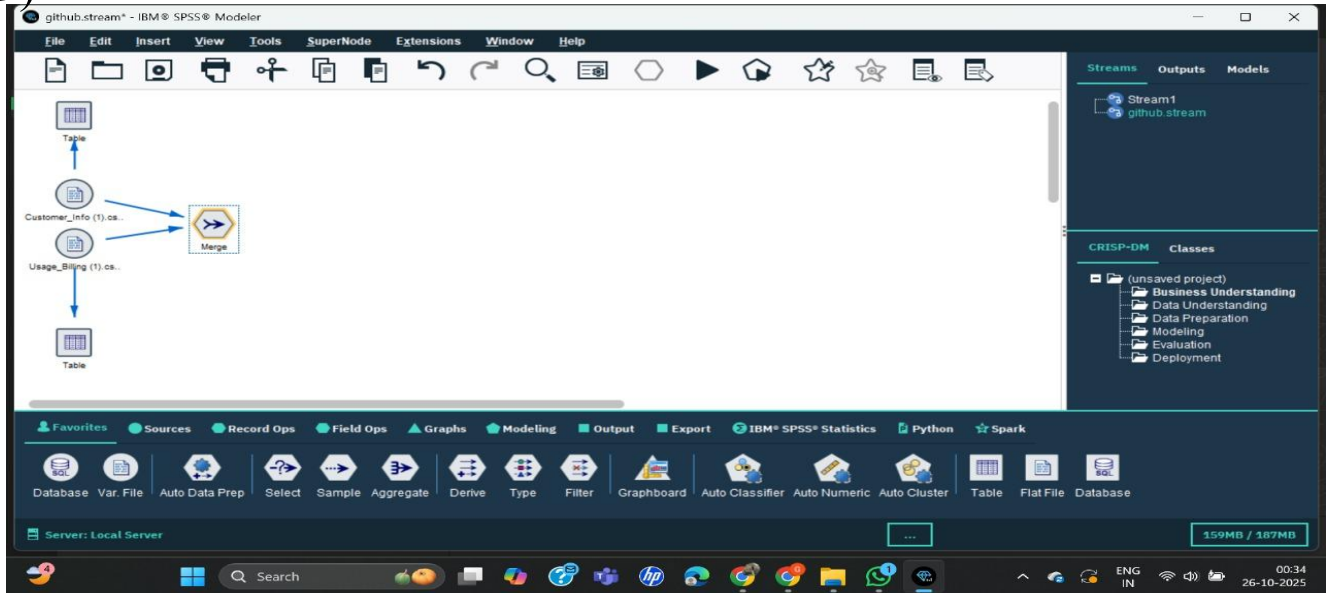 github.stream* - IBM® SPSS® Modeler
File Edit Insert View Tools SuperNode Extensions Window Help
Streams Outputs Models
Stream1
github.stream
Table
Customer_Info (1).cs..
Merge
Usage_Billing (1).cs..
Table
CRISP-DM Classes
(unsaved project)
Business Understanding
Data Understanding
Data Preparation
Modeling
Evaluation
Deployment
Favorites Sources Record Ops Field Ops Graphs Modeling Output Export IBM® SPSS® Statistics Python Spark
SQL
SQL
Database Var. File Auto Data Prep Select Sample Aggregate Derive Type Filter Graphboard Auto Classifier Auto Numeric Auto Cluster Table Flat File Database
Server: Local Server ... 159MB / 187MB
4 Search hp ENG 00:34
IN 26-10-2025